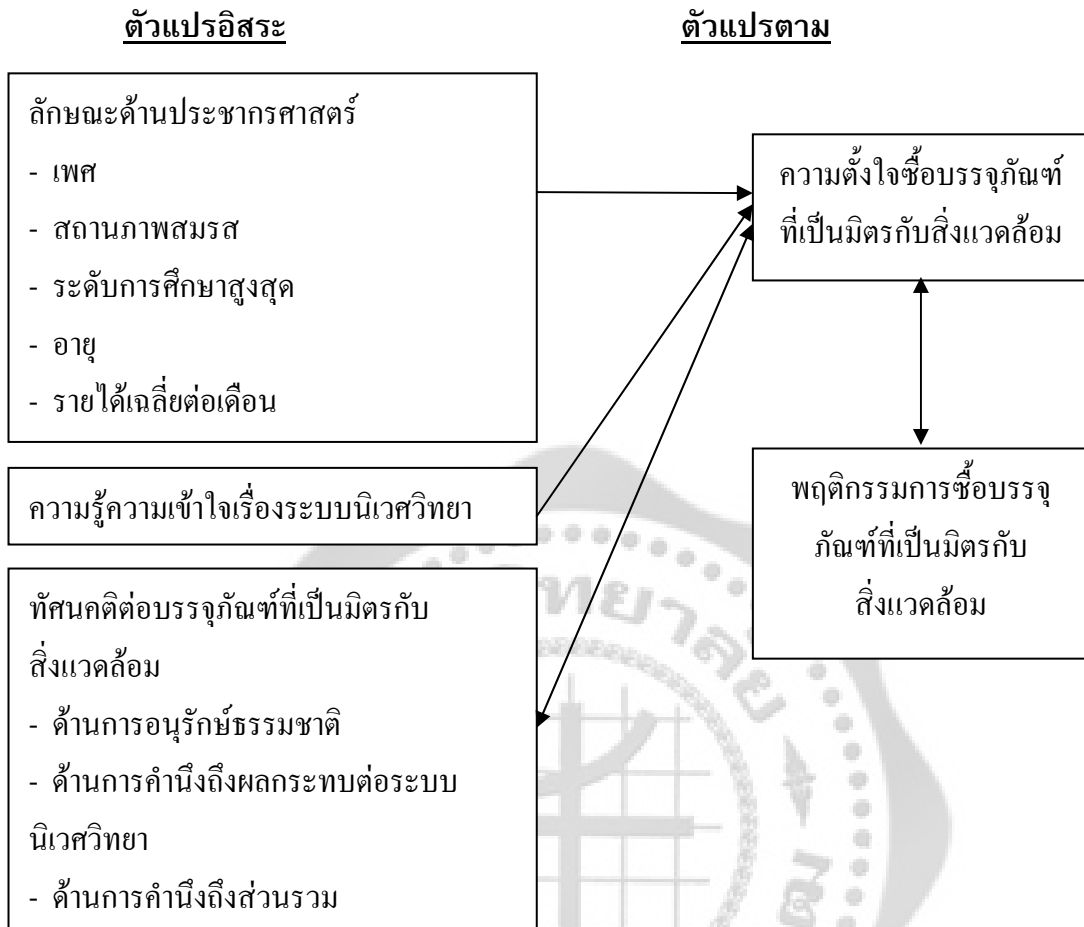 ตัวแปรอิสระ
ตัวแปรตาม
ลักษณะด้านประชากรศาสตร์
- เพศ
- สถานภาพสมรส
- ระดับการศึกษาสูงสุด
- อายุ
- รายได้เฉลี่ยต่อเดือน
ความรู้ความเข้าใจเรื่องระบบนิเวศวิทยา
ทัศนคติต่อบรรจุภัณฑ์ที่เป็นมิตรกับ
สิ่งแวดล้อม
- ด้านการอนุรักษ์ธรรมชาติ
- ด้านการคำนึงถึงผลกระทบต่อระบบ
นิเวศวิทยา
- ด้านการคำนึงถึงส่วนรวม
ความตั้งใจซื้อบรรจุภัณฑ์
ที่เป็นมิตรกับสิ่งแวดล้อม
พฤติกรรมการซื้อบรรจุ
ภัณฑ์ที่เป็นมิตรกับ
สิ่งแวดล้อม